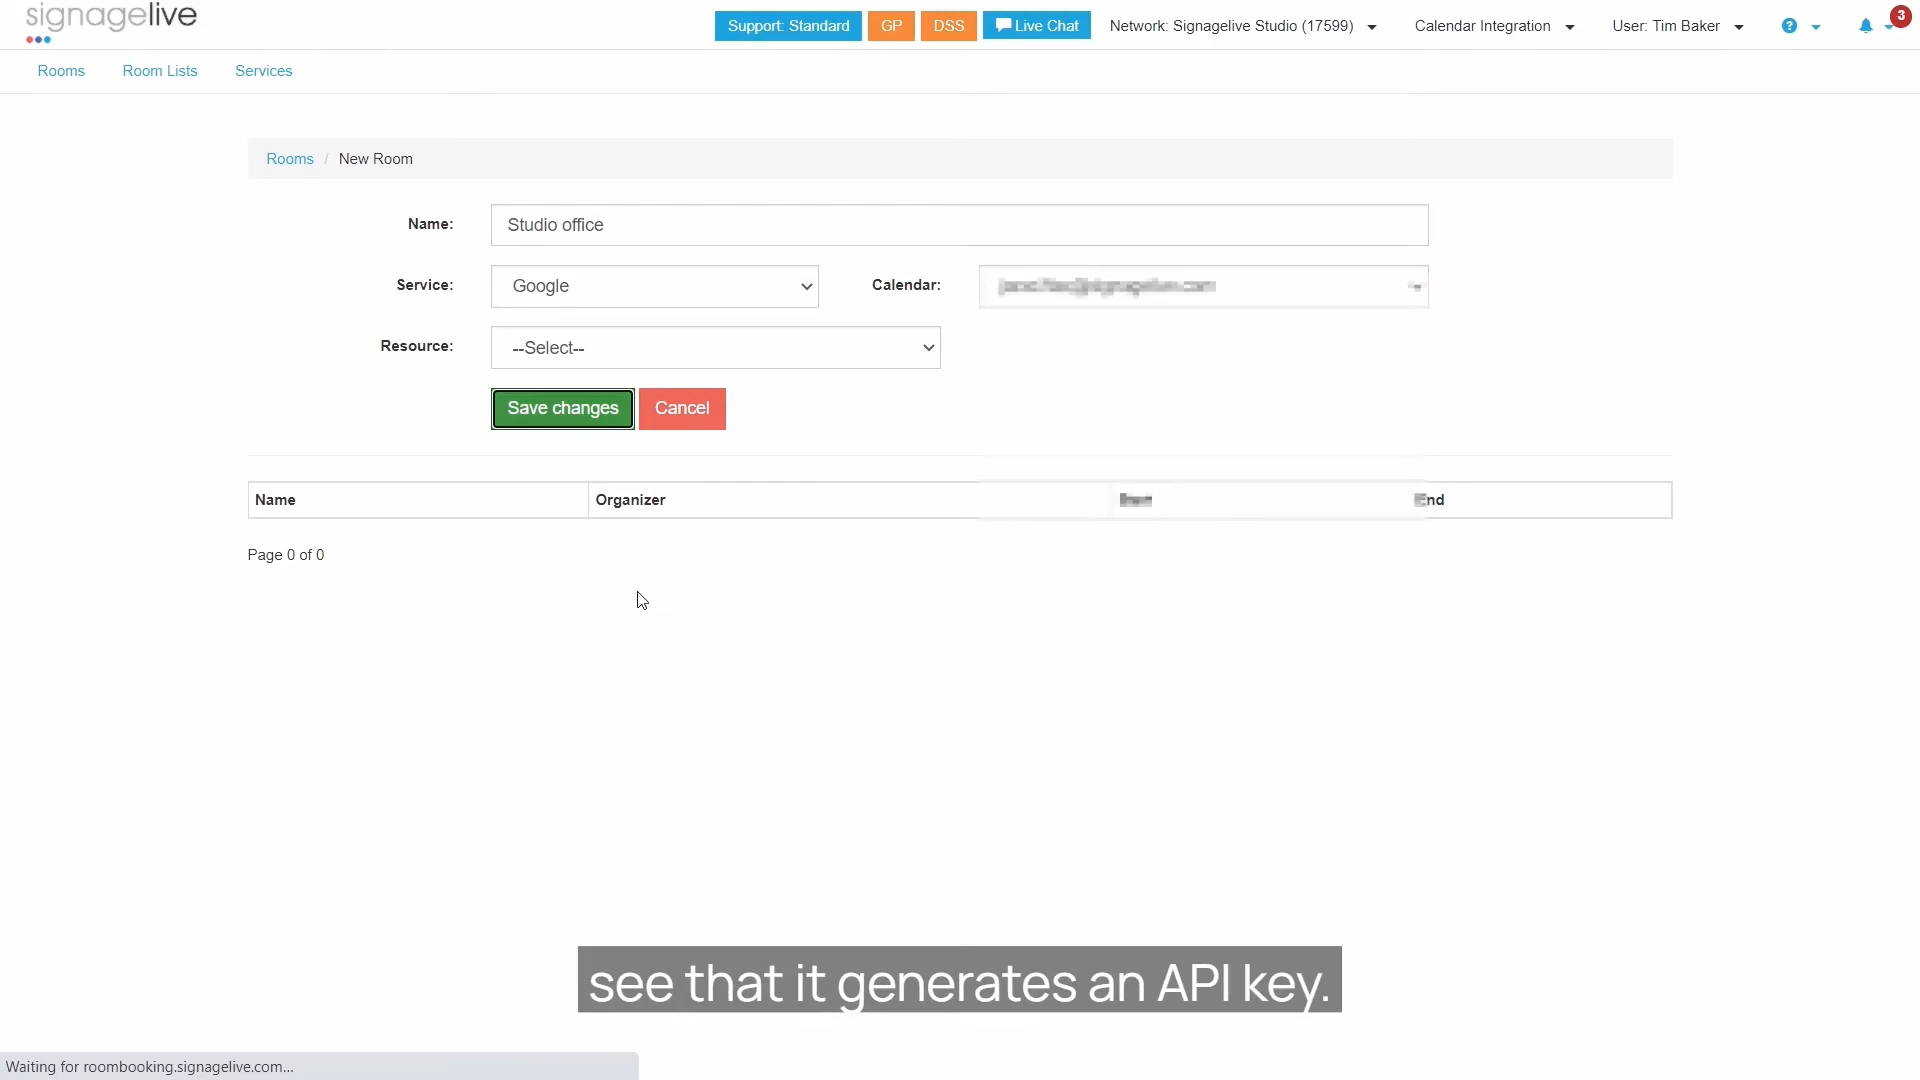 signagelive
Support: Standard GP DSS Live Chat Network: Signagelive Studio (17599) Calendar Integration User: Tim Baker ? 3
Rooms Room Lists Services
Rooms / New Room
Name: Studio office
Service: Google Calendar:
Resource: --Select--
Save changes Cancel
Name Organizer End
Page 0 of 0
see that it generates an API key.
Waiting for roombooking.signagelive.com...